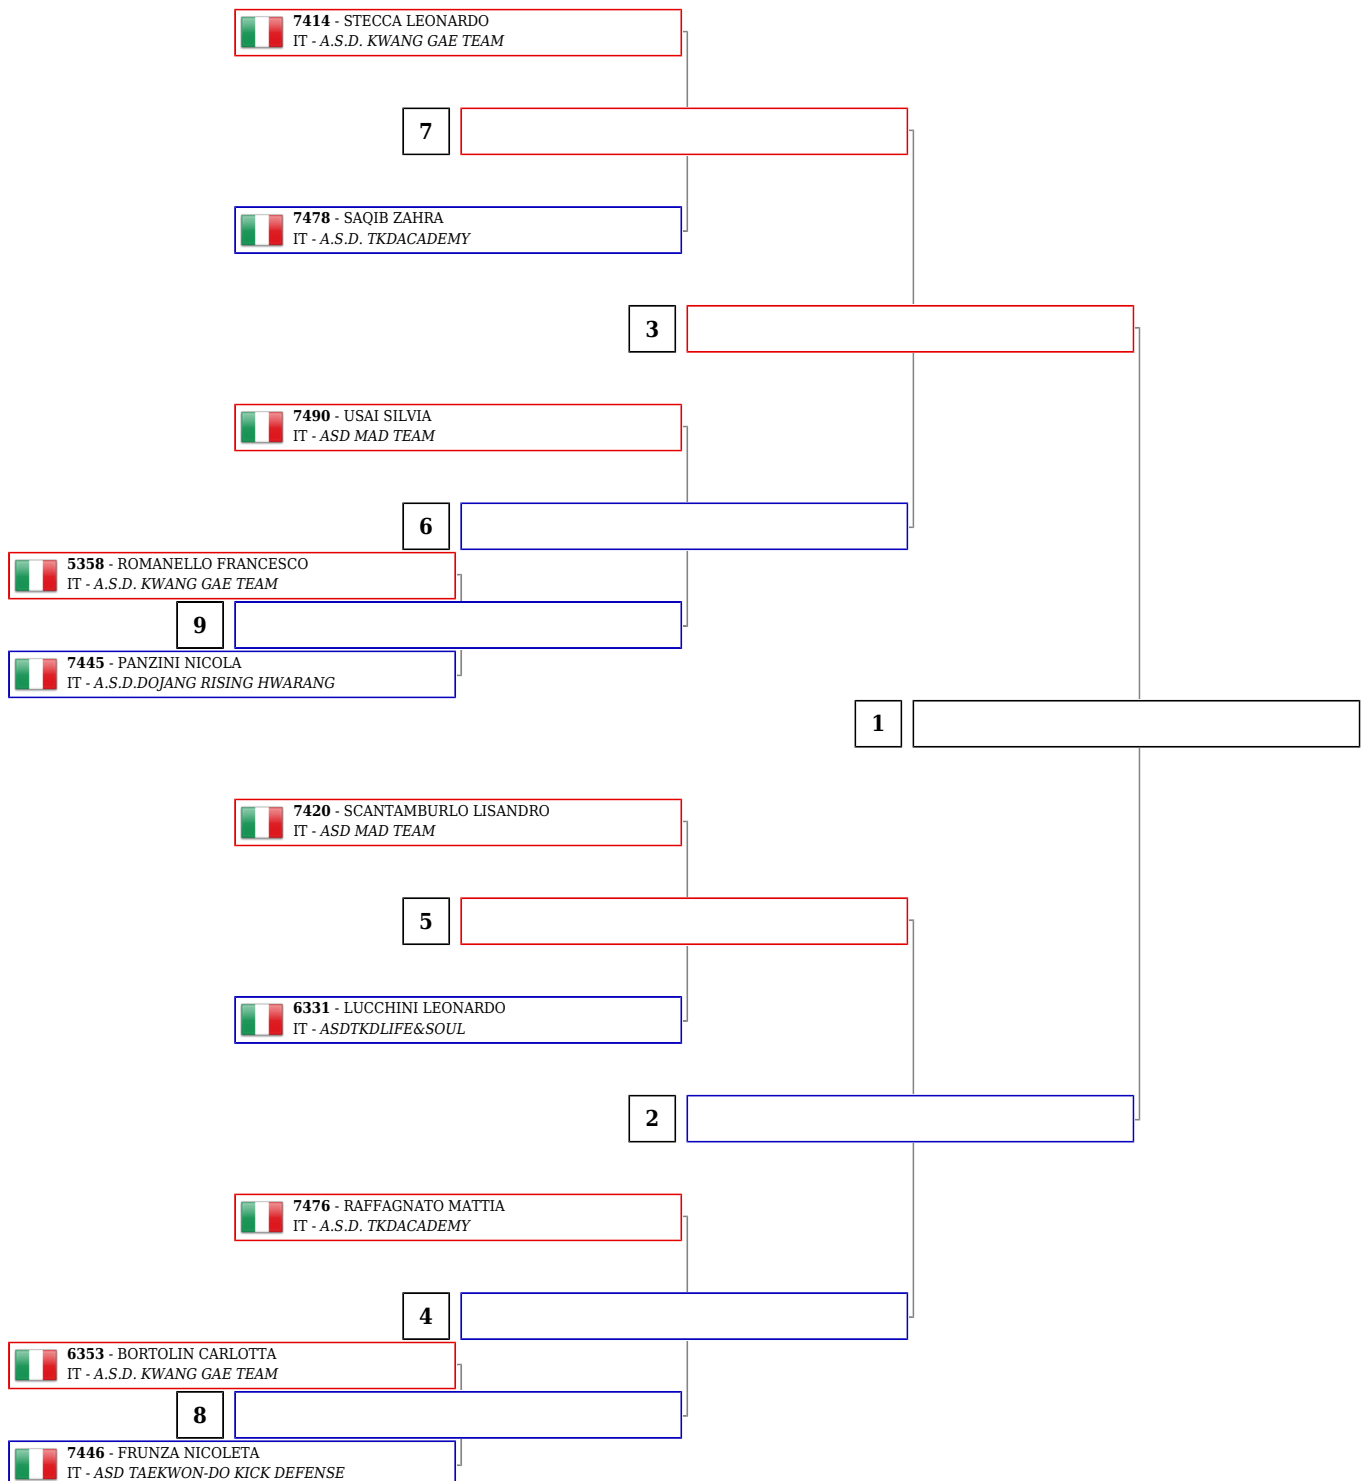 7414 - STECCA LEONARDO
IT - A.S.D. KWANG GAE TEAM
7
7478 - SAQIB ZAHRA
IT - A.S.D. TKDACADEMY
3
7490 - USAI SILVIA
IT - ASD MAD TEAM
6
5358 - ROMANELLO FRANCESCO
IT - A.S.D. KWANG GAE TEAM
9
7445 - PANZINI NICOLA
IT - A.S.D.DOJANG RISING HWARANG
1
7420 - SCANTAMBURLO LISANDRO
IT - ASD MAD TEAM
5
6331 - LUCCHINI LEONARDO
IT - ASDTKDLIFE&SOUL
2
7476 - RAFFAGNATO MATTIA
IT - A.S.D. TKDACADEMY
4
6353 - BORTOLIN CARLOTTA
IT - A.S.D. KWANG GAE TEAM
8
7446 - FRUNZA NICOLETA
IT - ASD TAEKWON-DO KICK DEFENSE